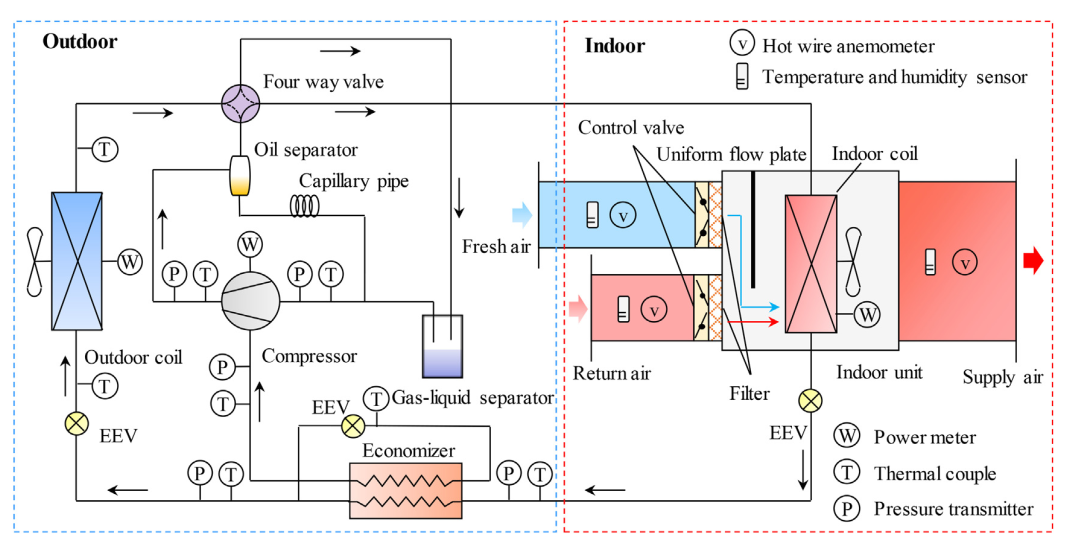 Outdoor
Indoor
v Hot wire anemometer
Temperature and humidity sensor
Four way valve
Control valve
Oil separator
Uniform flow plate
Indoor coil
T
Capillary pipe
v
Fresh air
W
W
P
T
P
T
v
v
W
Outdoor coil
Compressor
P
Return air
Indoor unit
Supply air
T
T
T
Gas-liquid separator
Filter
EEV
EEV
EEV
W Power meter
Economizer
P
T
P
T
T Thermal couple
P Pressure transmitter